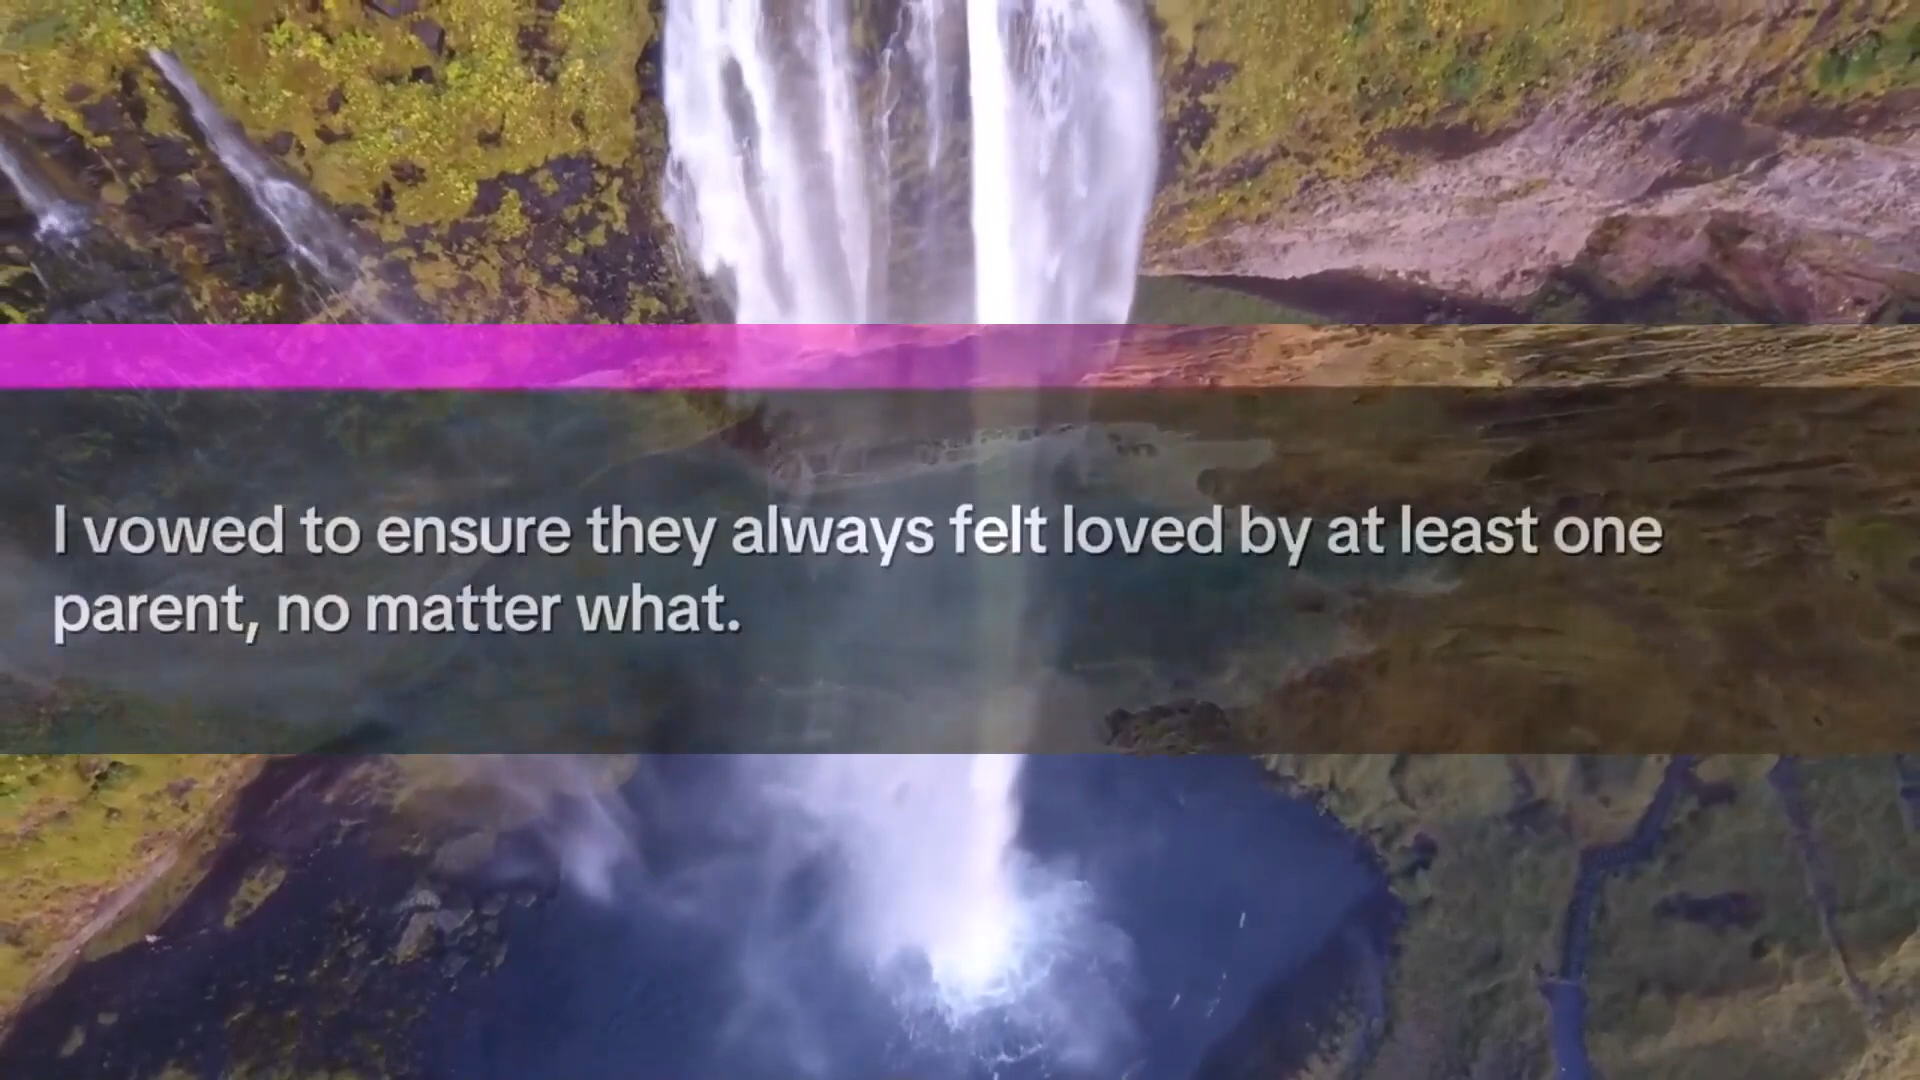 I vowed to ensure they always felt loved by at least one
parent, no matter what.